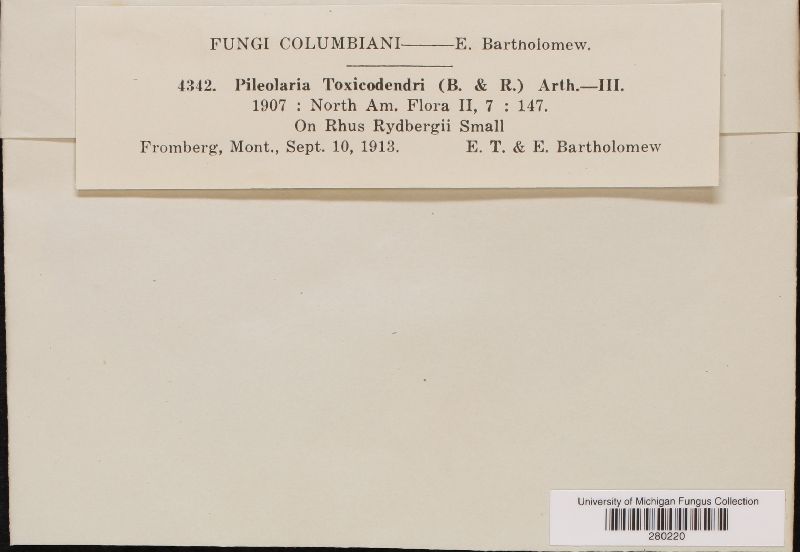 FUNGI COLUMBIANI——E. Bartholomew.
4342. Pileolaria Toxicodendri (B. & R.) Arth.—III.
1907 : North Am. Flora II, 7 : 147.
On Rhus Rydbergii Small
Fromberg, Mont., Sept. 10, 1913. E. T. & E. Bartholomew
University of Michigan Fungus Collection
280220